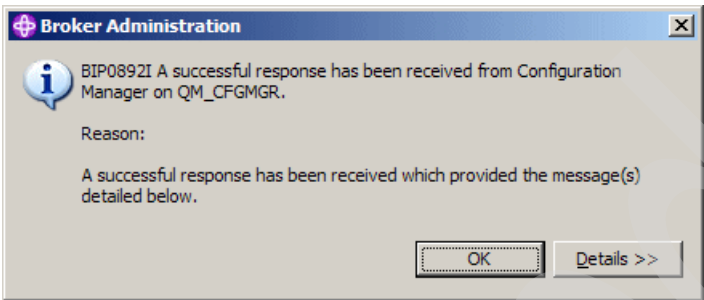 Broker Administration
BIP0892I A successful response has been received from Configuration
Manager on QM_CFGMGR.
Reason:
A successful response has been received which provided the message(s)
detailed below.
OK
Details >>